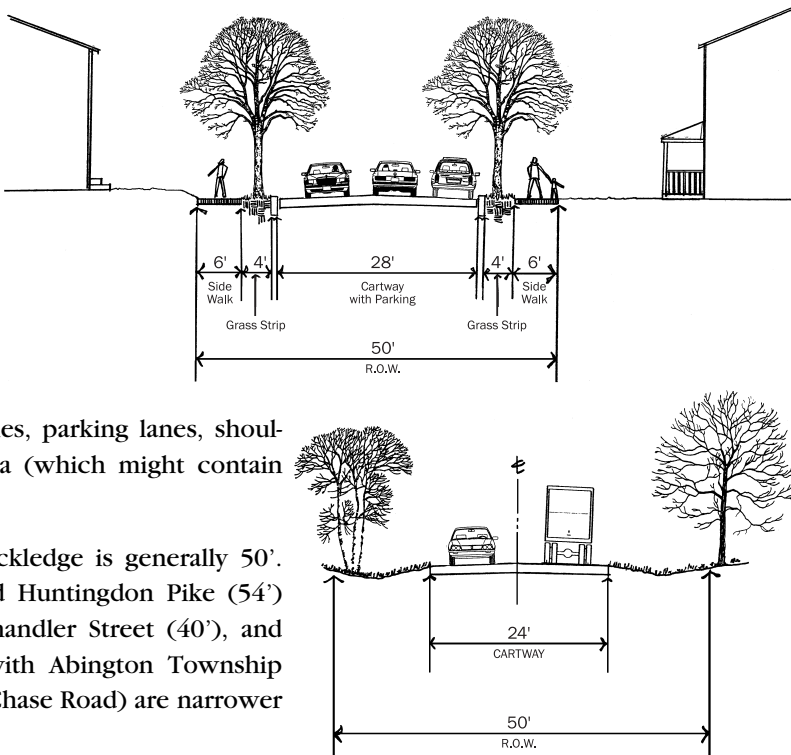 6' 4' 28' 4' 6'
Side Walk Cartway with Parking Side Walk
Grass Strip Grass Strip
50'
R.O.W.
es, parking lanes, shoul-
a (which might contain
ckledge is generally 50’.
d Huntingdon Pike (54’)
handler Street (40’), and
with Abington Township
Chase Road) are narrower
24'
CARTWAY
50'
R.O.W.